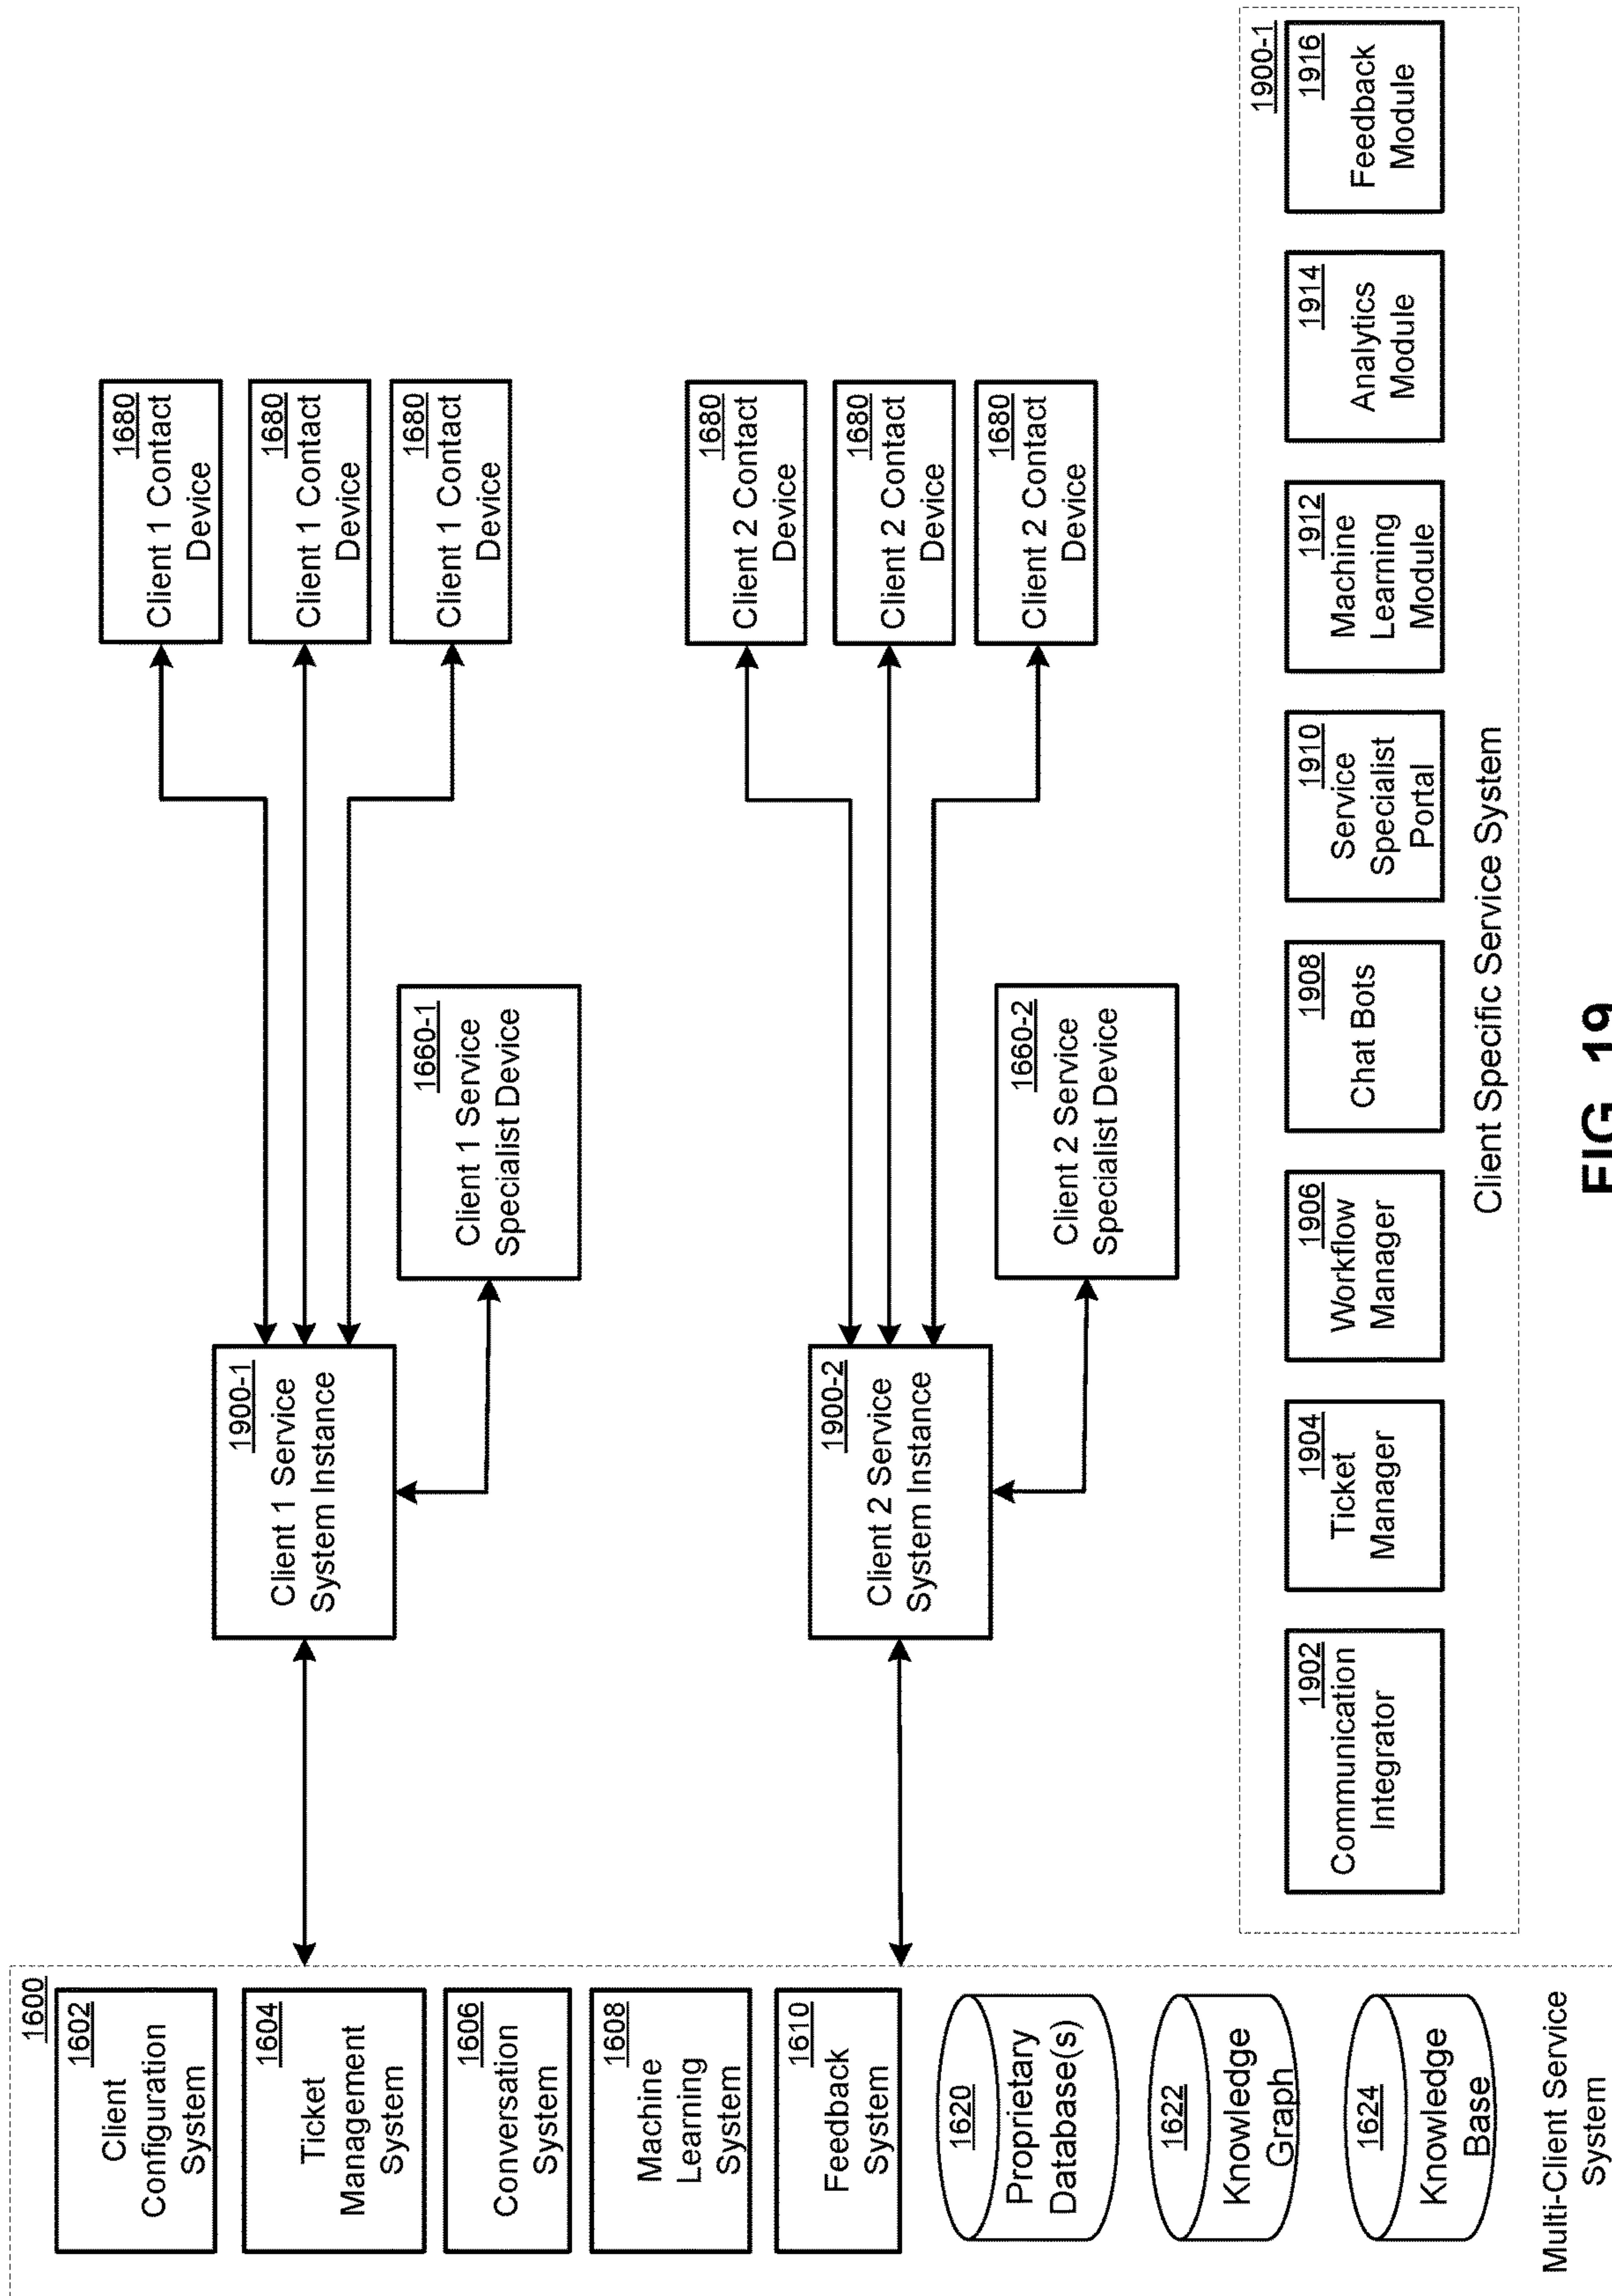 1600
1602
Client
Configuration
System
1604
Ticket
Management
System
1606
Conversation
System
1608
Machine
Learning
System
1610
Feedback
System
1620
Proprietary
Database(s)
1622
Knowledge
Graph
1624
Knowledge
Base
Multi-Client Service
System
1900-1
Client 1 Service
System Instance
1660-1
Client 1 Service
Specialist Device
1680
Client 1 Contact
Device
1680
Client 1 Contact
Device
1680
Client 1 Contact
Device
1900-2
Client 2 Service
System Instance
1660-2
Client 2 Service
Specialist Device
1680
Client 2 Contact
Device
1680
Client 2 Contact
Device
1680
Client 2 Contact
Device
1900-1
1902
Communication
Integrator
1904
Ticket
Manager
1906
Workflow
Manager
1908
Chat Bots
1910
Service
Specialist
Portal
1912
Machine
Learning
Module
1914
Analytics
Module
1916
Feedback
Module
Client Specific Service System
FIG. 19